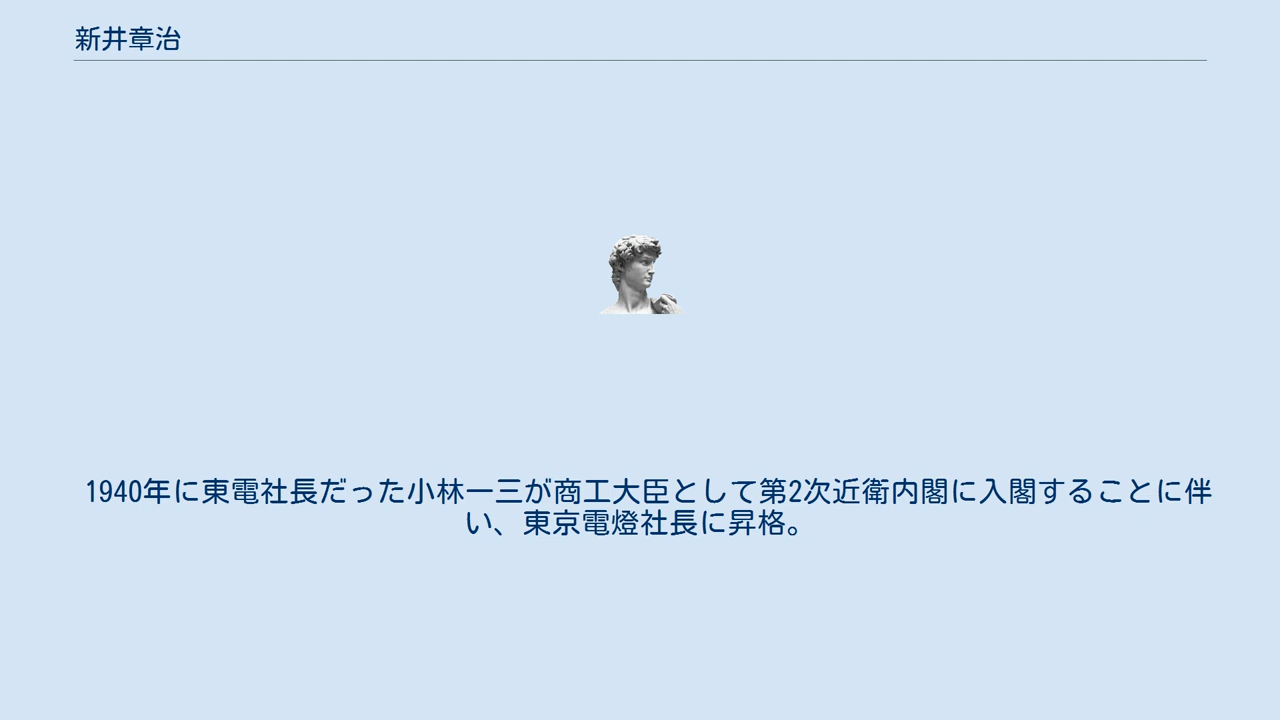 新井章治
1940年に東電社長だった小林一三が商工大臣として第2次近衛内閣に入閣することに伴
い、東京電燈社長に昇格。